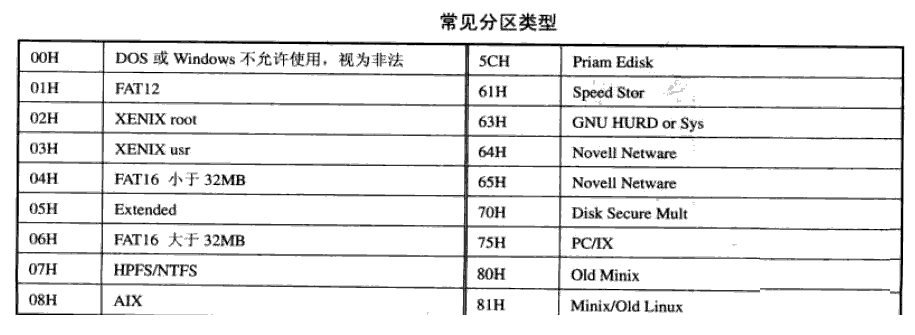 常见分区类型
00H DOS 或 Windows 不允许使用，视为非法 5CH Priam Edisk
01H FAT12 61H Speed Stor
02H XENIX root 63H GNU HURD or Sys
03H XENIX usr 64H Novell Netware
04H FAT16 小于 32MB 65H Novell Netware
05H Extended 70H Disk Secure Mult
06H FAT16 大于 32MB 75H PC/IX
07H HPFS/NTFS 80H Old Minix
08H AIX 81H Minix/Old Linux